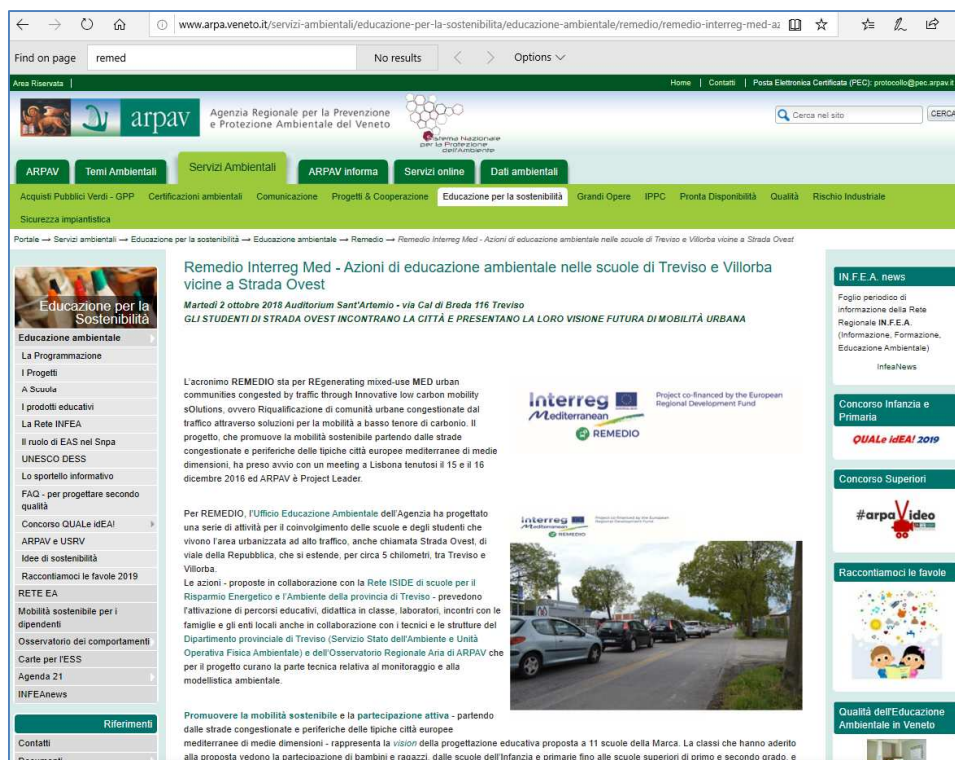 www.arpa.veneto.it/servizi-ambientali/educazione-per-la-sostenibilita/educazione-ambientale/remedio/remedio-interreg-med-az
Find on page remed No results Options
Area Riservata | Home | Contatti | Posta Elettronica Certificata (PEC): protocollo@pec.arpav.it
arpav
Agenzia Regionale per la Prevenzione
e Protezione Ambientale del Veneto
Sistema Nazionale
per la Protezione
dell'Ambiente
Cerca nel sito CERCA
ARPAV Temi Ambientali Servizi Ambientali ARPAV informa Servizi online Dati ambientali
Acquisti Pubblici Verdi - GPP Certificazioni ambientali Comunicazione Progetti & Cooperazione Educazione per la sostenibilità Grandi Opere IPPC Pronta Disponibilità Qualità Rischio Industriale
Sicurezza impiantistica
Portale → Servizi ambientali → Educazione per la sostenibilità → Educazione ambientale → Remedio → Remedio Interreg Med - Azioni di educazione ambientale nelle scuole di Treviso e Villorba vicine a Strada Ovest
Educazione per la
Sostenibilità
Educazione ambientale
La Programmazione
I Progetti
A Scuola
I prodotti educativi
La Rete INFEA
Il ruolo di EAS nel Snpa
UNESCO DESS
Lo sportello informativo
FAQ - per progettare secondo
qualità
Concorso QUALe idEA!
ARPAV e USRV
Idee di sostenibilità
Raccontiamoci le favole 2019
RETE EA
Mobilità sostenibile per i
dipendenti
Osservatorio dei comportamenti
Carte per l'ESS
Agenda 21
INFEAnews
Riferimenti
Contatti
Documenti
Remedio Interreg Med - Azioni di educazione ambientale nelle scuole di Treviso e Villorba
vicine a Strada Ovest
Martedì 2 ottobre 2018 Auditorium Sant'Artemio - via Cal di Breda 116 Treviso
GLI STUDENTI DI STRADA OVEST INCONTRANO LA CITTÀ E PRESENTANO LA LORO VISIONE FUTURA DI MOBILITÀ URBANA
L'acronimo REMEDIO sta per REgenerating mixed-use MED urban
communities congested by traffic through Innovative low carbon mobility
sOlutions, ovvero Riqualificazione di comunità urbane congestionate dal
traffico attraverso soluzioni per la mobilità a basso tenore di carbonio. Il
progetto, che promuove la mobilità sostenibile partendo dalle strade
congestionate e periferiche delle tipiche città europee mediterranee di medie
dimensioni, ha preso avvio con un meeting a Lisbona tenutosi il 15 e il 16
dicembre 2016 ed ARPAV è Project Leader.
Per REMEDIO, l'Ufficio Educazione Ambientale dell'Agenzia ha progettato
una serie di attività per il coinvolgimento delle scuole e degli studenti che
vivono l'area urbanizzata ad alto traffico, anche chiamata Strada Ovest, di
viale della Repubblica, che si estende, per circa 5 chilometri, tra Treviso e
Villorba.
Le azioni - proposte in collaborazione con la Rete ISIDE di scuole per il
Risparmio Energetico e l'Ambiente della provincia di Treviso - prevedono
l'attivazione di percorsi educativi, didattica in classe, laboratori, incontri con le
famiglie e gli enti locali anche in collaborazione con i tecnici e le strutture del
Dipartimento provinciale di Treviso (Servizio Stato dell'Ambiente e Unità
Operativa Fisica Ambientale) e dell'Osservatorio Regionale Aria di ARPAV che
per il progetto curano la parte tecnica relativa al monitoraggio e alla
modellistica ambientale.
Promuovere la mobilità sostenibile e la partecipazione attiva - partendo
dalle strade congestionate e periferiche delle tipiche città europee
mediterranee di medie dimensioni - rappresenta la vision della progettazione educativa proposta a 11 scuole della Marca. La classi che hanno aderito
alla proposta vedono la partecipazione di bambini e ragazzi, dalle scuole dell'Infanzia e primarie fino alle scuole superiori di primo e secondo grado, e
Interreg
Mediterranean
REMEDIO
Project co-financed by the European
Regional Development Fund
Interreg
Mediterranean
REMEDIO
Project co-financed by the European
Regional Development Fund
IN.F.E.A. news
Foglio periodico di
informazione della Rete
Regionale IN.F.E.A.
(Informazione, Formazione,
Educazione Ambientale)
InfeaNews
Concorso Infanzia e
Primaria
QUALe idEA! 2019
Concorso Superiori
#arpaVideo
Raccontiamoci le favole
Qualità dell'Educazione
Ambientale in Veneto